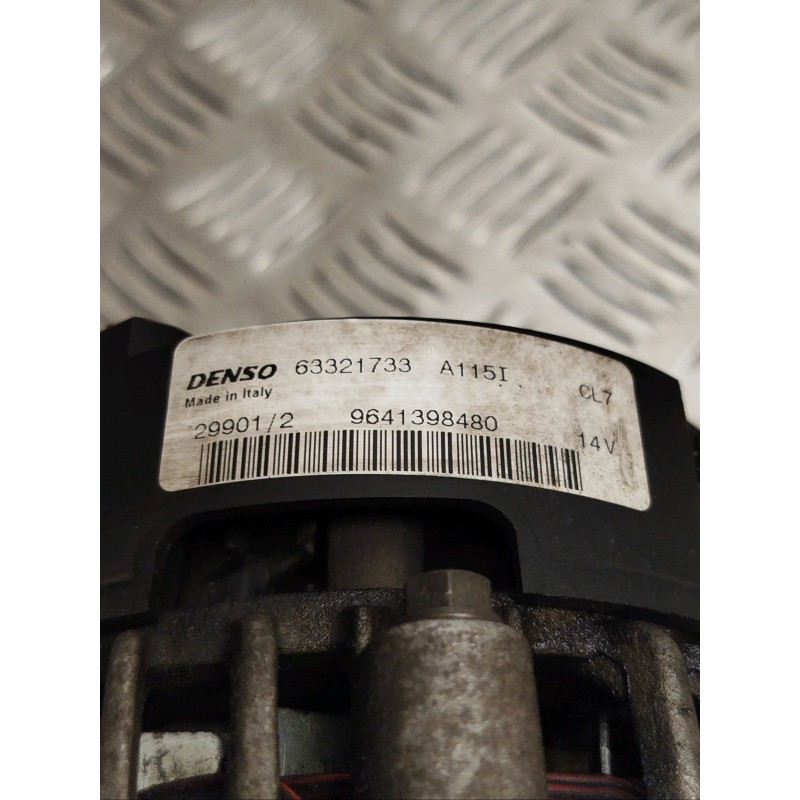 DENSO 63321733 A115I CL7
Made in Italy
29901/2 9641398480 14V